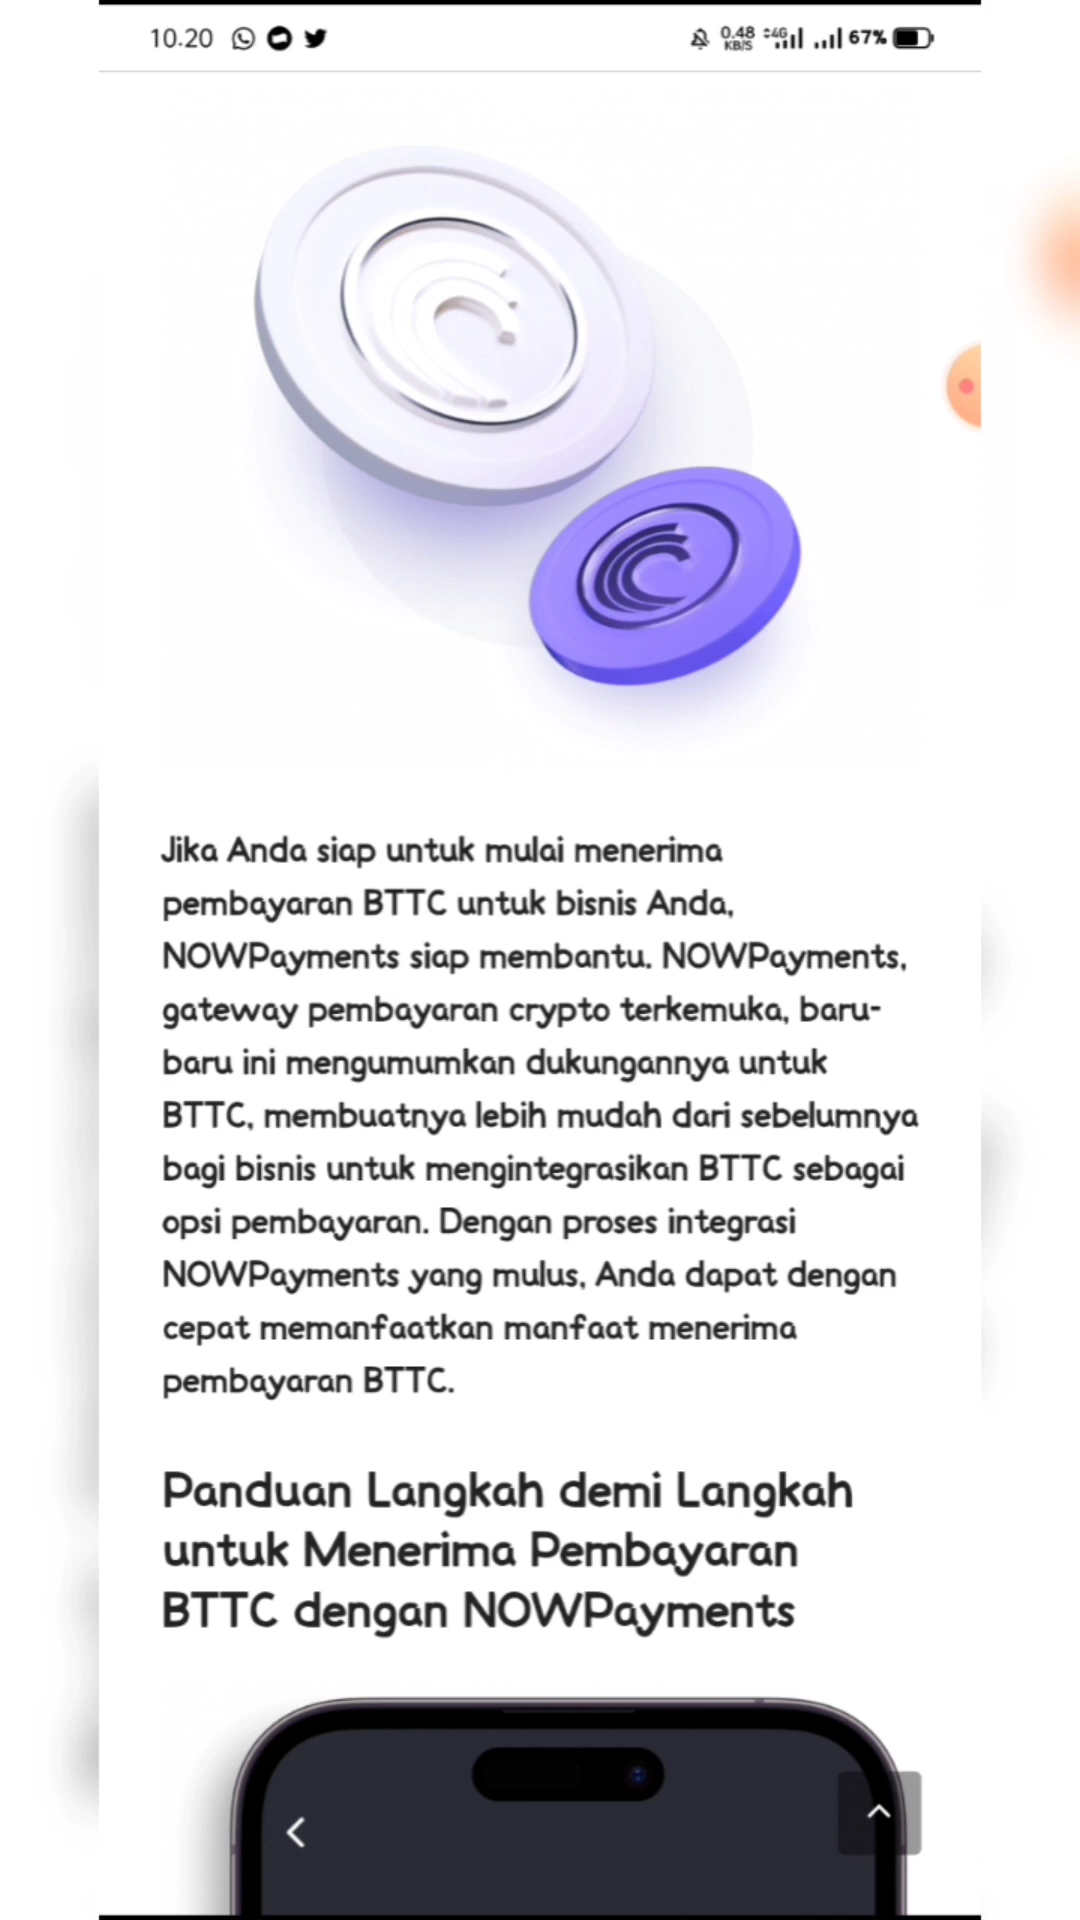 10.20
0.48
KB/S
4G
67%
Jika Anda siap untuk mulai menerima
pembayaran BTTC untuk bisnis Anda,
NOWPayments siap membantu. NOWPayments,
gateway pembayaran crypto terkemuka, baru-
baru ini mengumumkan dukungannya untuk
BTTC, membuatnya lebih mudah dari sebelumnya
bagi bisnis untuk mengintegrasikan BTTC sebagai
opsi pembayaran. Dengan proses integrasi
NOWPayments yang mulus, Anda dapat dengan
cepat memanfaatkan manfaat menerima
pembayaran BTTC.
Panduan Langkah demi Langkah
untuk Menerima Pembayaran
BTTC dengan NOWPayments